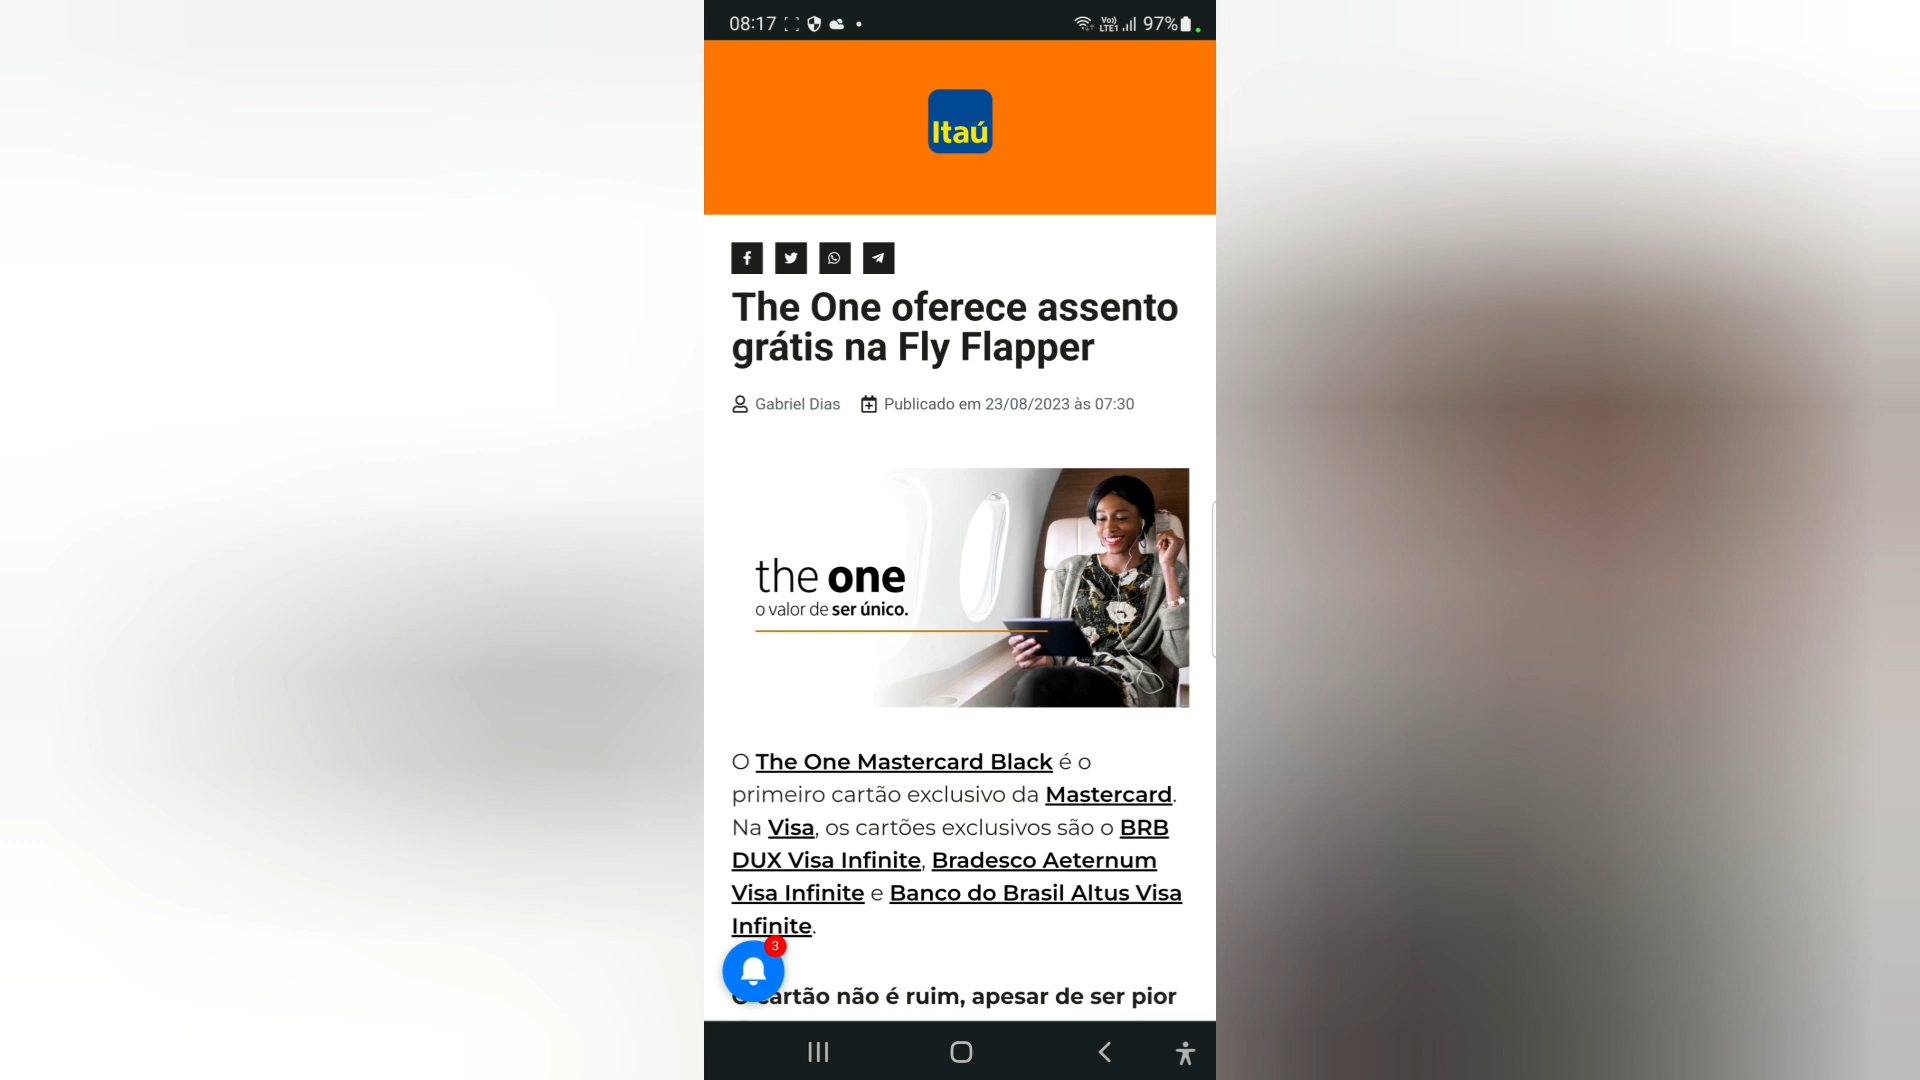 08:17
Vo)) LTE1 97%
Itaú
The One oferece assento
grátis na Fly Flapper
Gabriel Dias Publicado em 23/08/2023 às 07:30
the one
o valor de ser único.
O The One Mastercard Black é o
primeiro cartão exclusivo da Mastercard.
Na Visa, os cartões exclusivos são o BRB
DUX Visa Infinite, Bradesco Aeternum
Visa Infinite e Banco do Brasil Altus Visa
Infinite.
3
O cartão não é ruim, apesar de ser pior